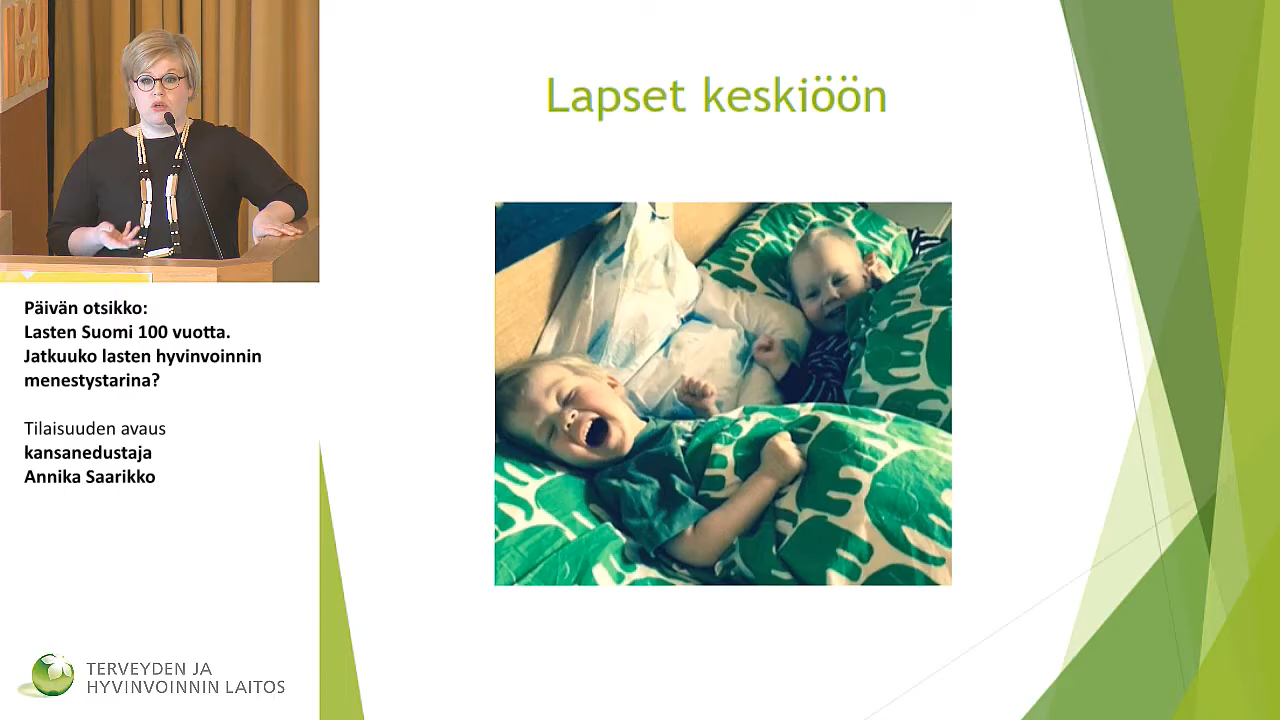 Lapset keskiöön
Päivän otsikko:
Lasten Suomi 100 vuotta.
Jatkuuko lasten hyvinvoinnin
menestystarina?
Tilaisuuden avaus
kansanedustaja
Annika Saarikko
TERVEYDEN JA
HYVINVOINNIN LAITOS